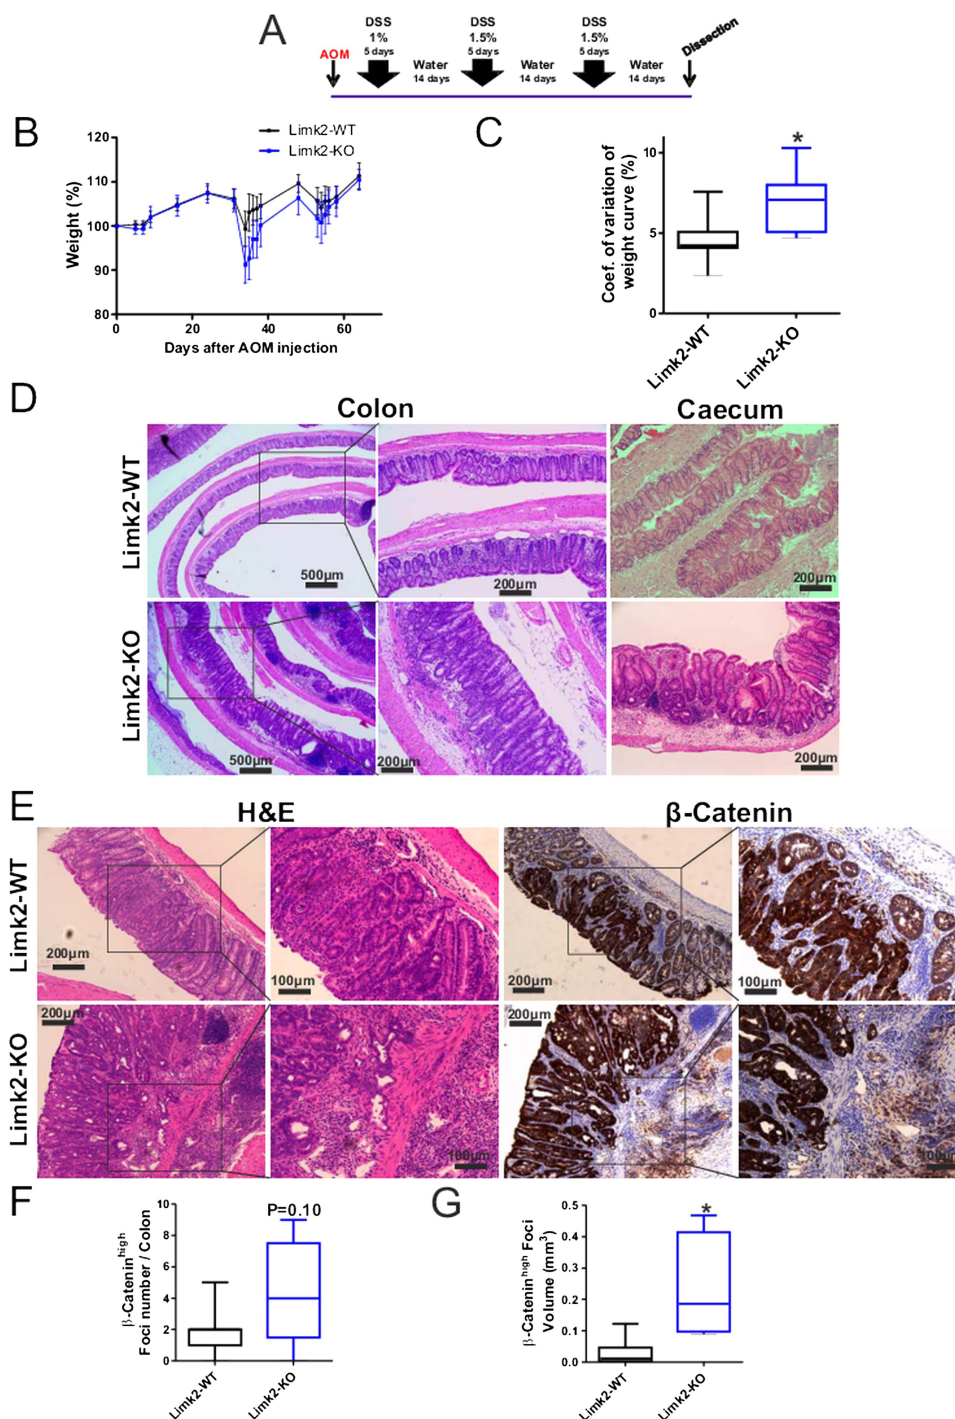 A
AOM
DSS
1%
5 days
Water
14 days
DSS
1.5%
5 days
Water
14 days
DSS
1.5%
5 days
Water
14 days
Dissection
B
Limk2-WT
Limk2-KO
Weight (%)
120
110
100
90
80
0
20
40
60
Days after AOM injection
C
Coef. of variation of
weight curve (%)
10
5
0
*
Limk2-WT
Limk2-KO
D
Colon
Caecum
Limk2-WT
500µm
200µm
200µm
Limk2-KO
500µm
200µm
200µm
E
H&E
β-Catenin
Limk2-WT
200µm
100µm
200µm
100µm
Limk2-KO
200µm
100µm
200µm
100µm
F
β-Catenin^high
Foci number / Colon
10
8
6
4
2
0
P=0.10
Limk2-WT
Limk2-KO
G
β-Catenin^high Foci
Volume (mm³)
0.5
0.4
0.3
0.2
0.1
0.0
*
Limk2-WT
Limk2-KO